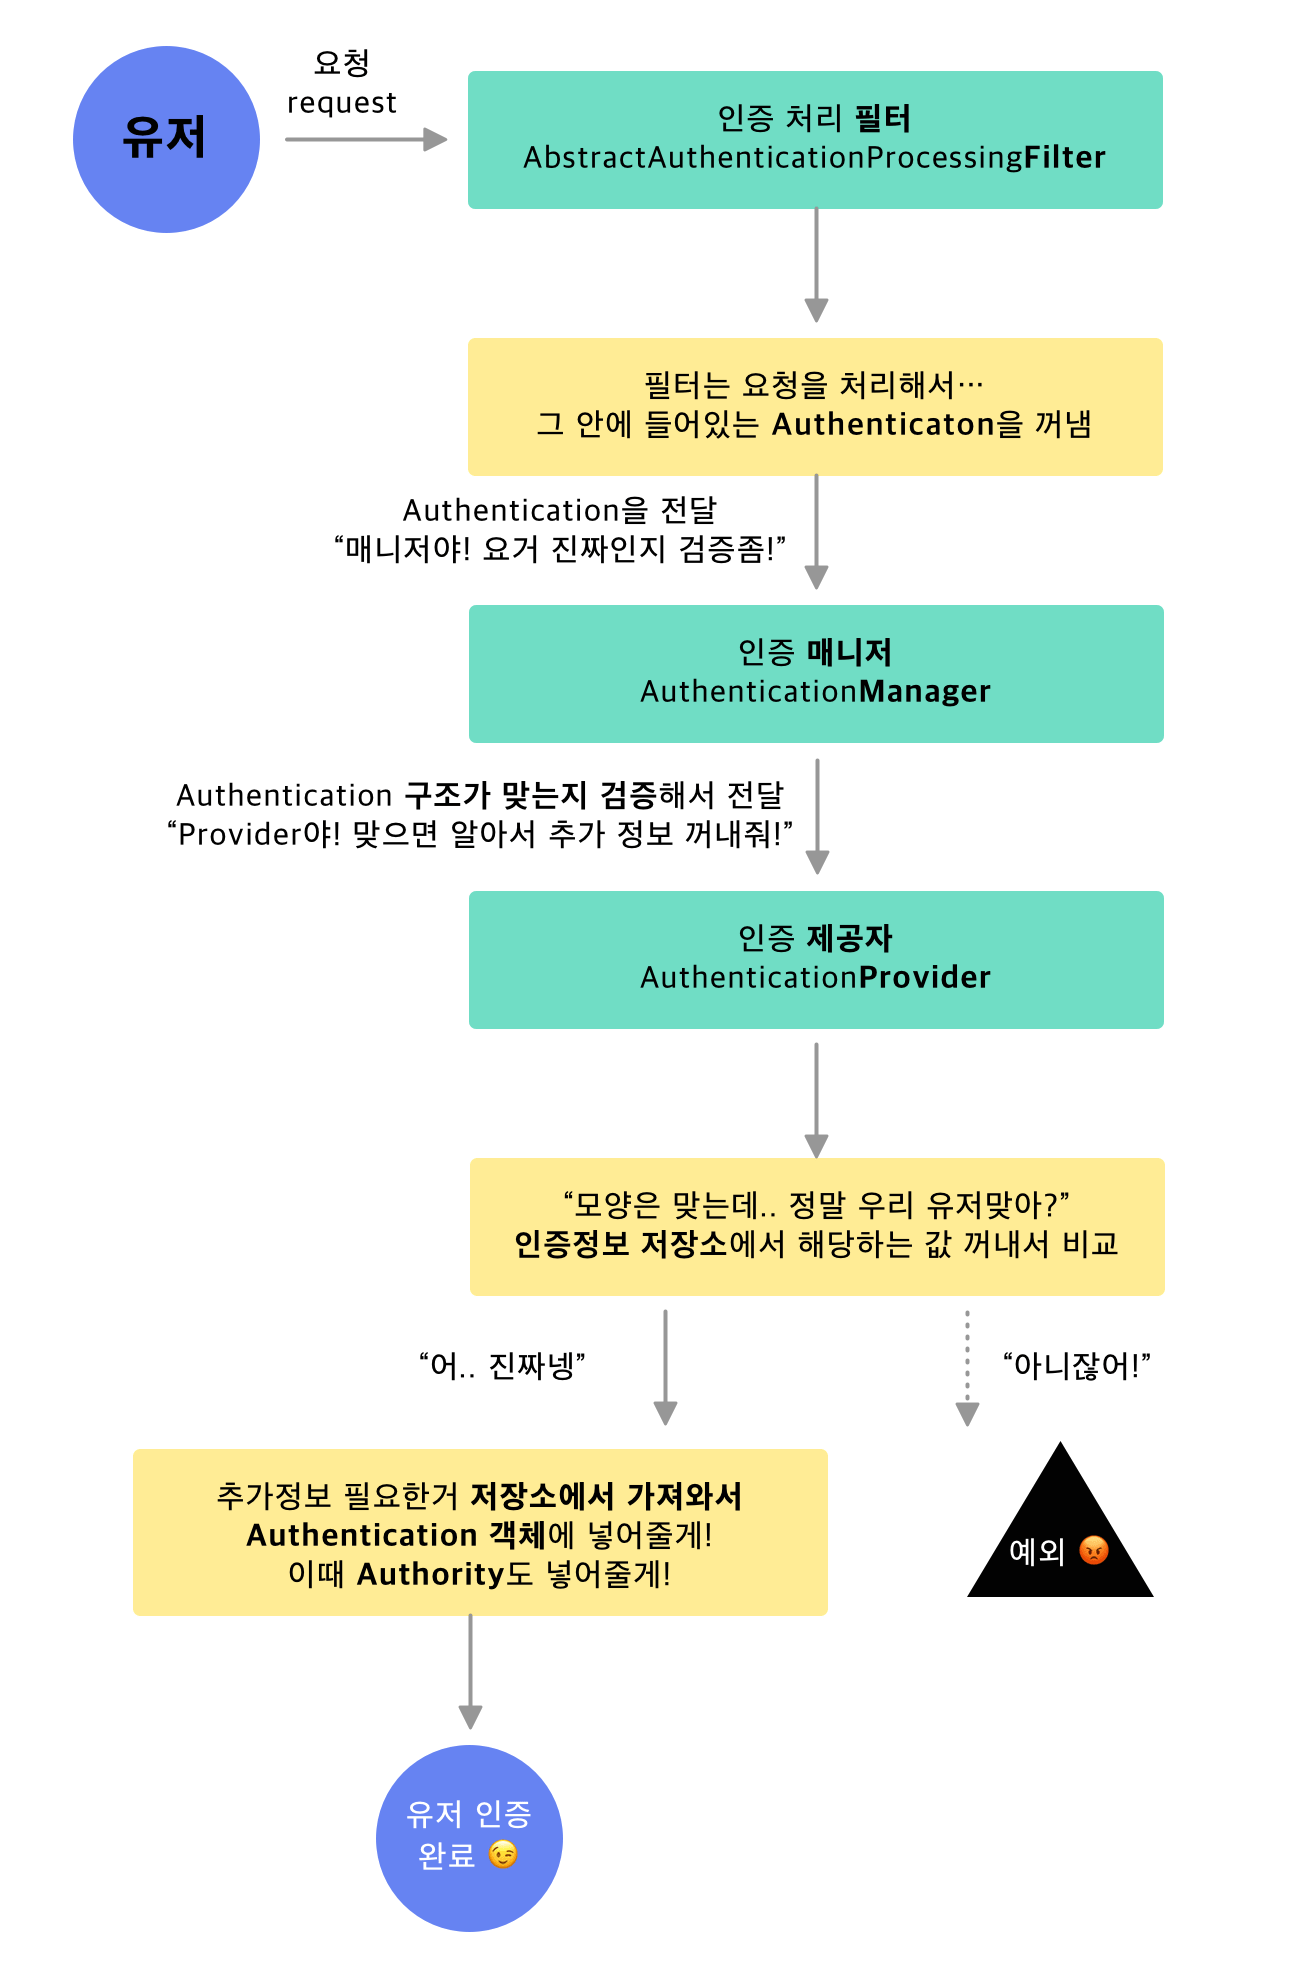 유저
요청
request
인증 처리 필터
AbstractAuthenticationProcessingFilter
필터는 요청을 처리해서…
그 안에 들어있는 Authenticaton을 꺼냄
Authentication을 전달
“매니저야! 요거 진짜인지 검증좀!”
인증 매니저
AuthenticationManager
Authentication 구조가 맞는지 검증해서 전달
“Provider야! 맞으면 알아서 추가 정보 꺼내줘!”
인증 제공자
AuthenticationProvider
“모양은 맞는데.. 정말 우리 유저맞아?”
인증정보 저장소에서 해당하는 값 꺼내서 비교
“어.. 진짜넹”
“아니잖어!”
추가정보 필요한거 저장소에서 가져와서
Authentication 객체에 넣어줄게!
이때 Authority도 넣어줄게!
예외 😡
유저 인증
완료 😉